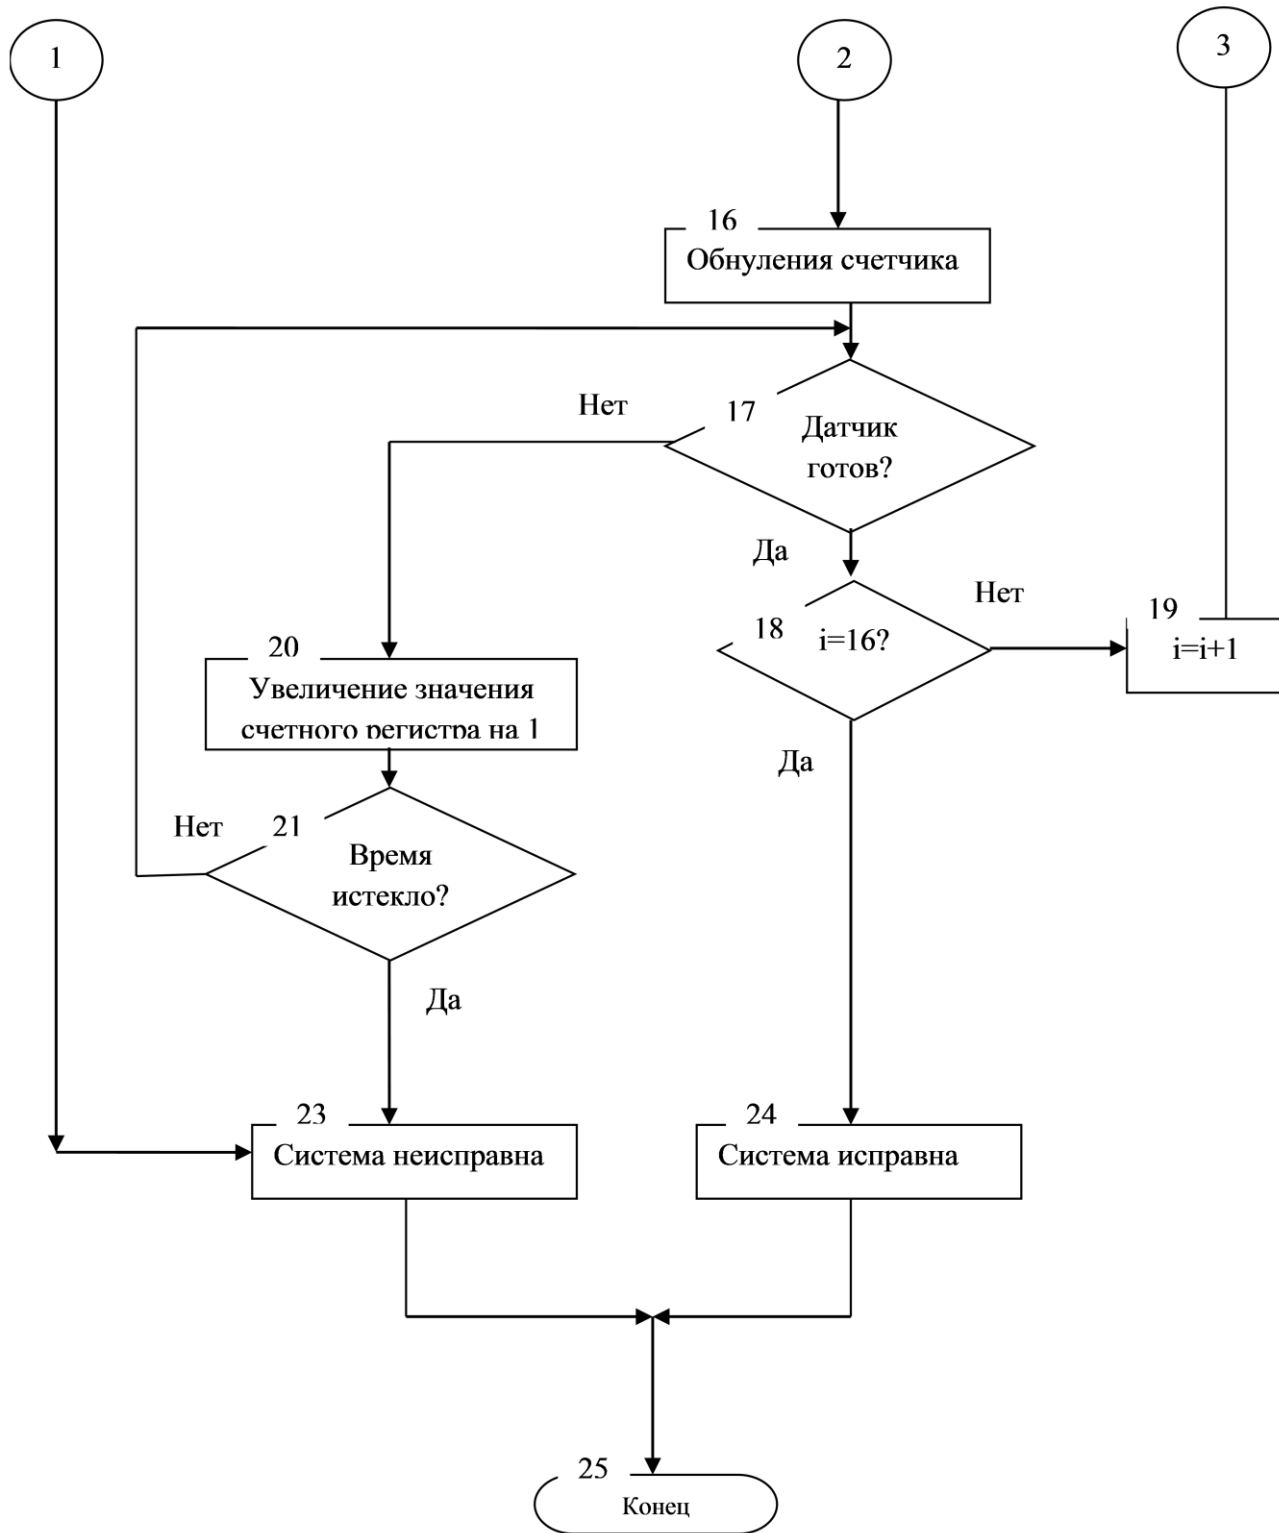 1
2
3
16
Обнуления счетчика
Нет
17
Датчик
готов?
Да
Нет
18
i=16?
19
i=i+1
20
Увеличение значения
счетного регистра на 1
Да
Нет
21
Время
истекло?
Да
23
Система неисправна
24
Система исправна
25
Конец